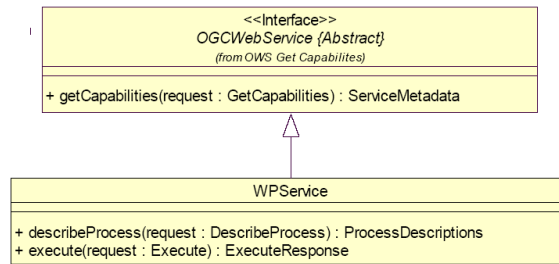 <<Interface>>
OGCWebService {Abstract}
(from OWS Get Capabilites)
+ getCapabilities(request : GetCapabilities) : ServiceMetadata
WPService
+ describeProcess(request : DescribeProcess) : ProcessDescriptions
+ execute(request : Execute) : ExecuteResponse